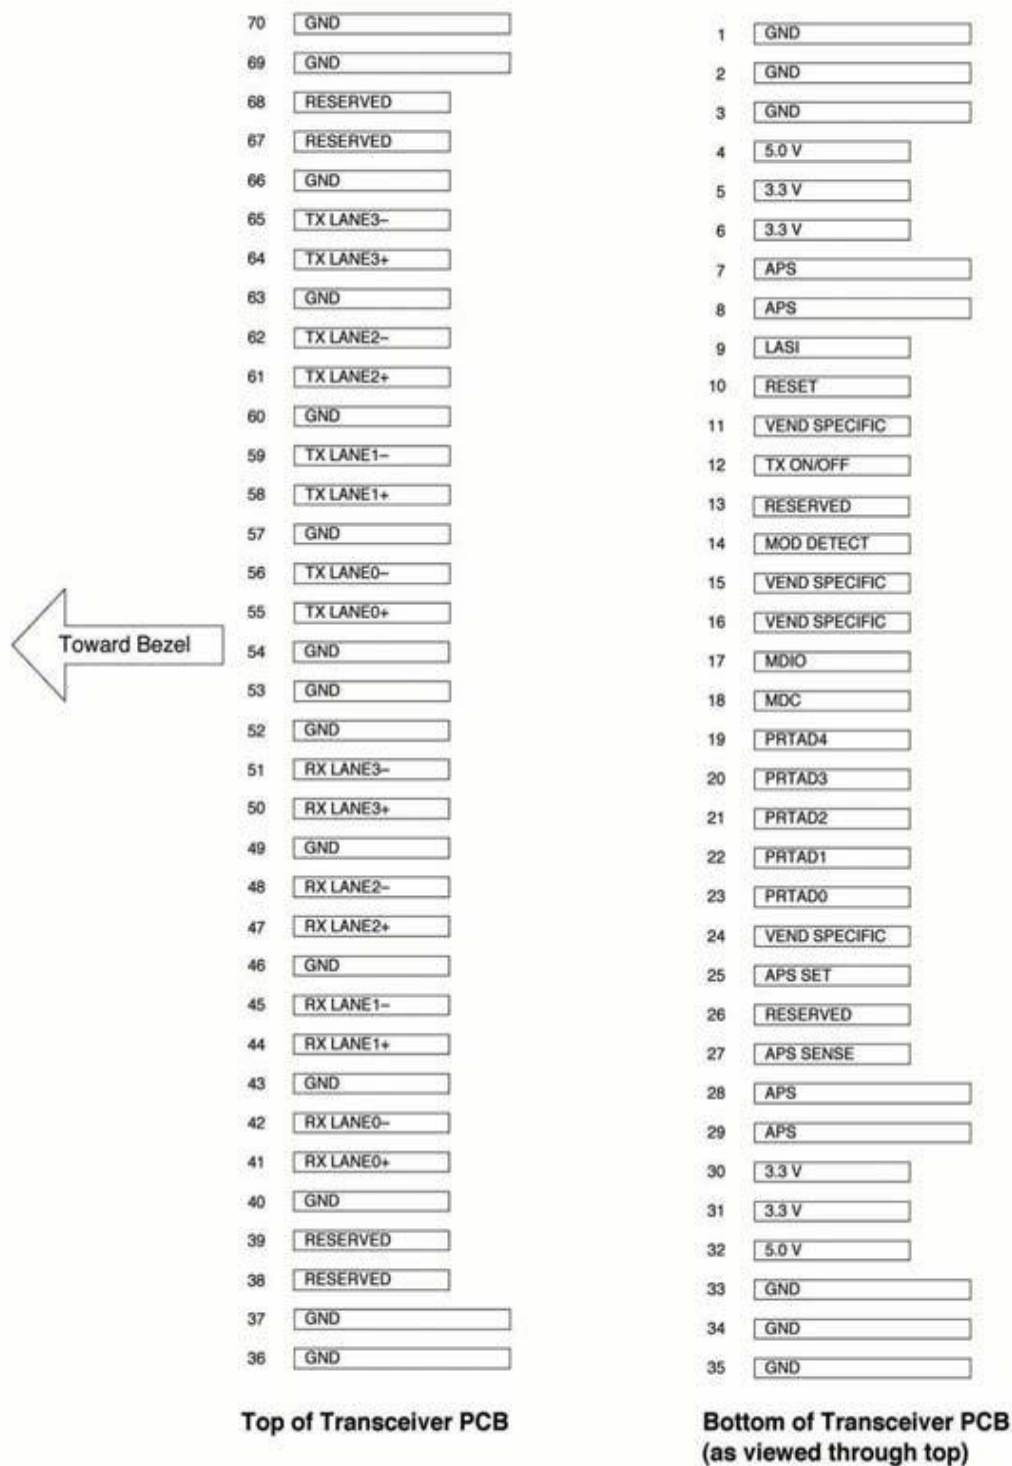 70 GND
69 GND
68 RESERVED
67 RESERVED
66 GND
65 TX LANE3–
64 TX LANE3+
63 GND
62 TX LANE2–
61 TX LANE2+
60 GND
59 TX LANE1–
58 TX LANE1+
57 GND
56 TX LANE0–
55 TX LANE0+
54 GND
53 GND
52 GND
51 RX LANE3–
50 RX LANE3+
49 GND
48 RX LANE2–
47 RX LANE2+
46 GND
45 RX LANE1–
44 RX LANE1+
43 GND
42 RX LANE0–
41 RX LANE0+
40 GND
39 RESERVED
38 RESERVED
37 GND
36 GND
Toward Bezel
Top of Transceiver PCB
1 GND
2 GND
3 GND
4 5.0 V
5 3.3 V
6 3.3 V
7 APS
8 APS
9 LASI
10 RESET
11 VEND SPECIFIC
12 TX ON/OFF
13 RESERVED
14 MOD DETECT
15 VEND SPECIFIC
16 VEND SPECIFIC
17 MDIO
18 MDC
19 PRTAD4
20 PRTAD3
21 PRTAD2
22 PRTAD1
23 PRTAD0
24 VEND SPECIFIC
25 APS SET
26 RESERVED
27 APS SENSE
28 APS
29 APS
30 3.3 V
31 3.3 V
32 5.0 V
33 GND
34 GND
35 GND
Bottom of Transceiver PCB
(as viewed through top)